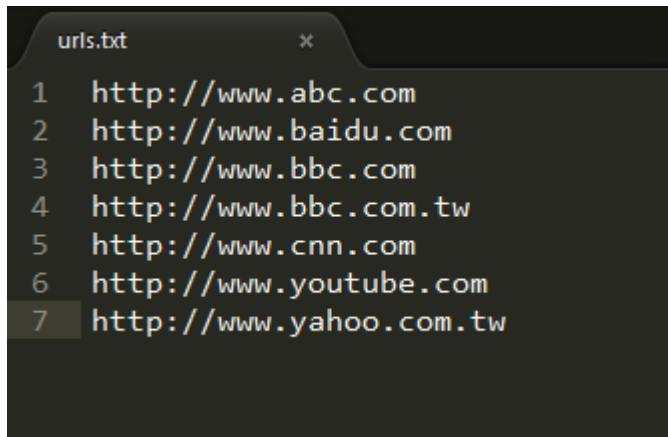 urls.txt ×
1 http://www.abc.com
2 http://www.baidu.com
3 http://www.bbc.com
4 http://www.bbc.com.tw
5 http://www.cnn.com
6 http://www.youtube.com
7 http://www.yahoo.com.tw